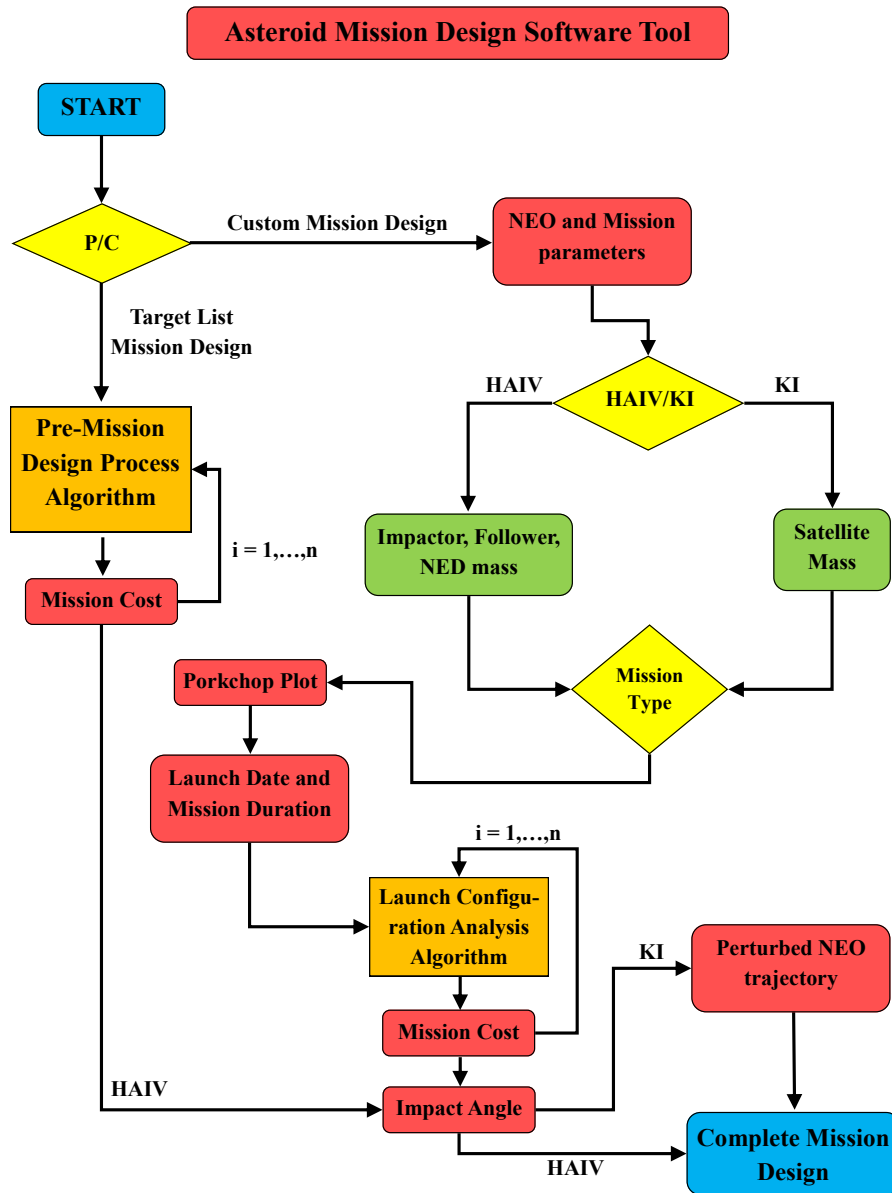 Asteroid Mission Design Software Tool
START
P/C
Custom Mission Design
NEO and Mission
parameters
Target List
Mission Design
HAIV
HAIV/KI
KI
Pre-Mission
Design Process
Algorithm
i = 1,…,n
Impactor, Follower,
NED mass
Satellite
Mass
Mission Cost
Porkchop Plot
Mission
Type
Launch Date and
Mission Duration
i = 1,…,n
Launch Configu-
ration Analysis
Algorithm
KI
Perturbed NEO
trajectory
Mission Cost
HAIV
Impact Angle
HAIV
Complete Mission
Design